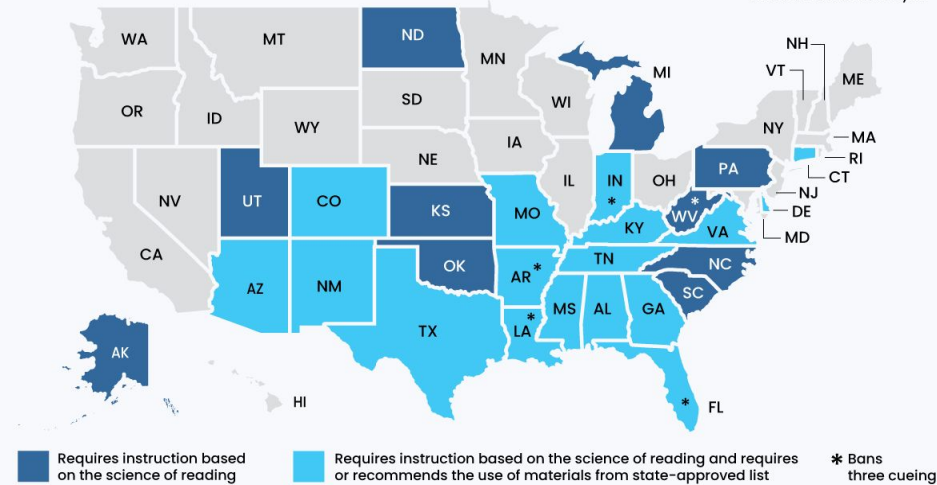 NH
WA
MT
ND
MN
VT
ME
MI
OR
ID
SD
WI
WY
NY
MA
IA
RI
NE
PA
CT
NV
UT
CO
IL
IN
*
OH
NJ
KS
MO
*
WV
DE
CA
KY
VA
MD
OK
TN
NC
AZ
NM
AR *
SC
TX
LA
*
MS
AL
GA
AK
HI
*
FL
Requires instruction based
on the science of reading
Requires instruction based on the science of reading and requires
or recommends the use of materials from state-approved list
* Bans
three cueing